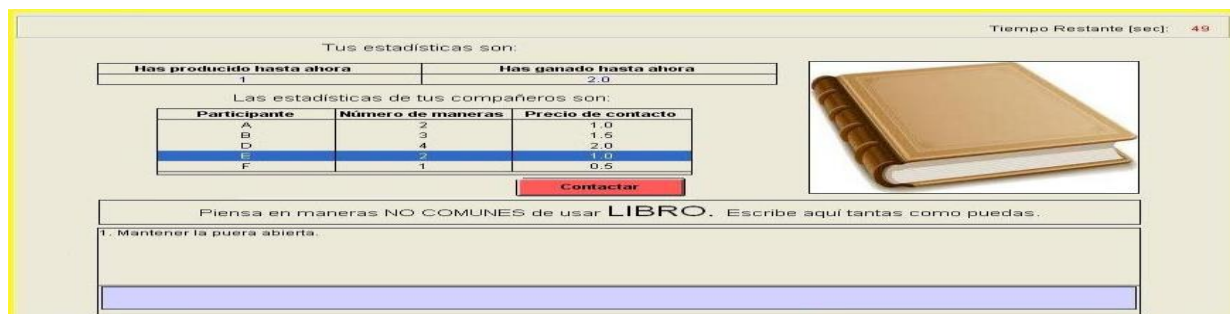 Tiempo Restante [sec]: 49
Tus estadísticas son:
Has producido hasta ahora Has ganado hasta ahora
1 2.0
Las estadísticas de tus compañeros son:
Participante Número de maneras Precio de contacto
A 2 1.0
B 3 1.5
D 4 2.0
E 2 1.0
F 1 0.5
Contactar
Piensa en maneras NO COMUNES de usar LIBRO. Escribe aquí tantas como puedas.
1. Mantener la puera abierta.